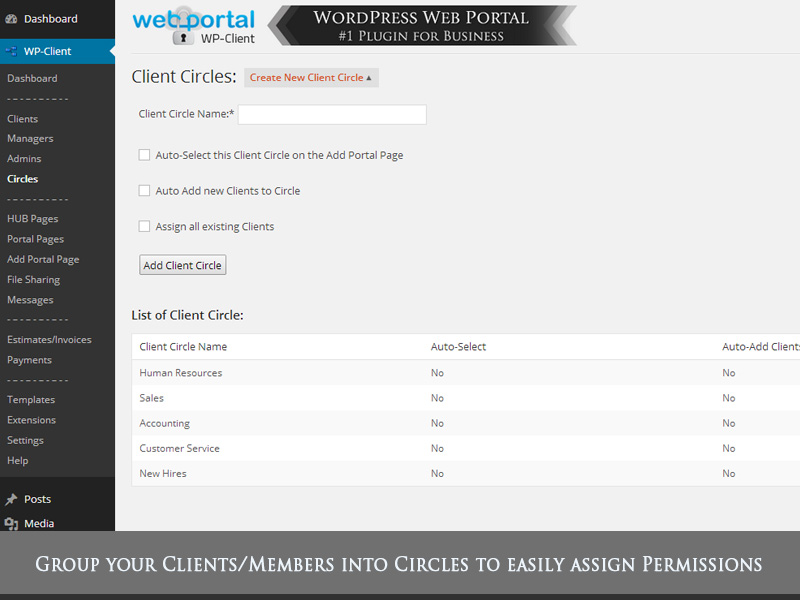 Dashboard
WP-Client
Dashboard
----------
Clients
Managers
Admins
Circles
----------
HUB Pages
Portal Pages
Add Portal Page
File Sharing
Messages
----------
Estimates/Invoices
Payments
----------
Templates
Extensions
Settings
Help
Posts
Media
web portal
WP-Client
WordPress Web Portal
#1 Plugin for Business
Client Circles:
Create New Client Circle ▲
Client Circle Name:*
Auto-Select this Client Circle on the Add Portal Page
Auto Add new Clients to Circle
Assign all existing Clients
Add Client Circle
List of Client Circle:
Client Circle Name Auto-Select Auto-Add Clients
Human Resources No No
Sales No No
Accounting No No
Customer Service No No
New Hires No No
Group your Clients/Members into Circles to easily assign Permissions